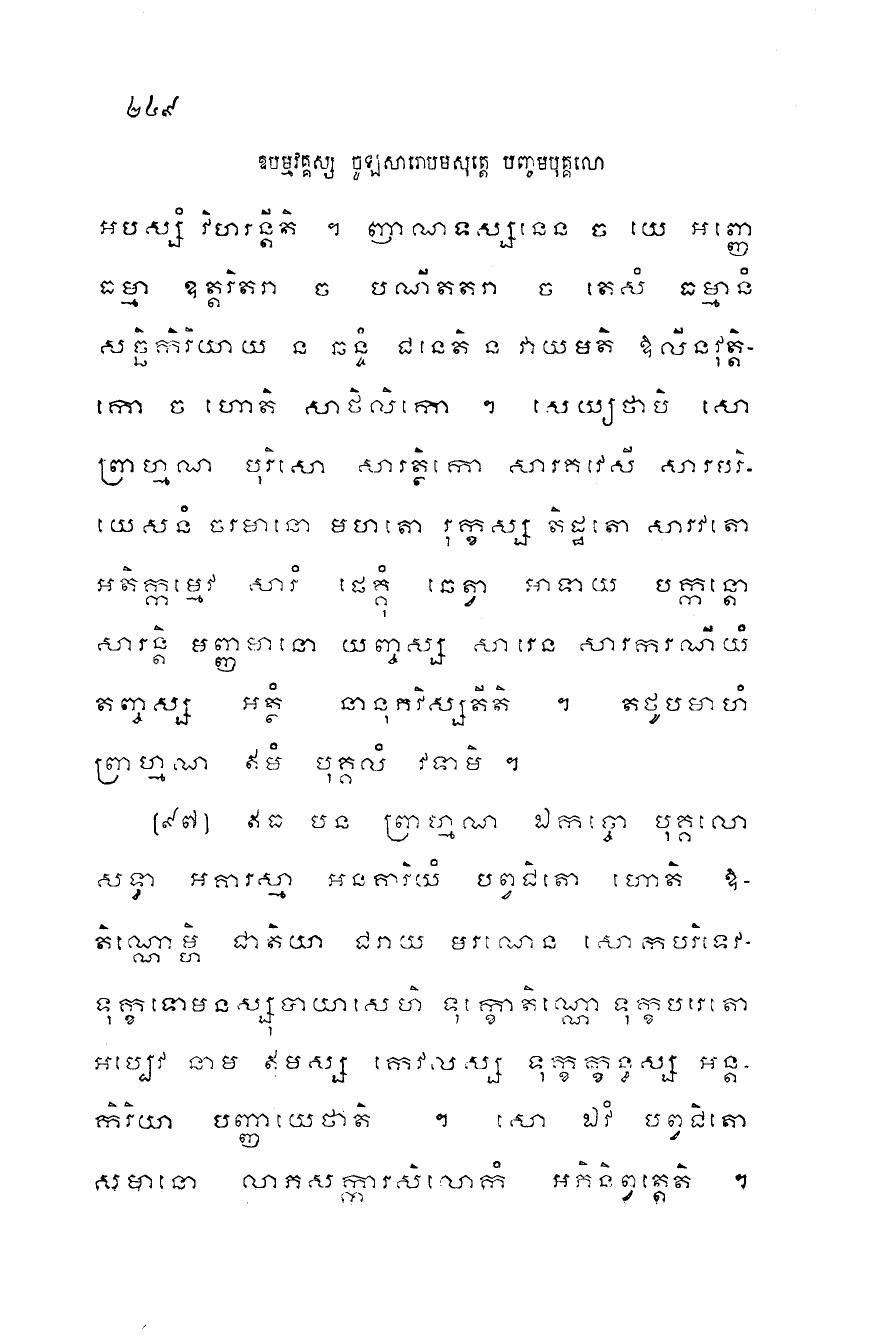 ២៤៩
ឧបម្មវគ្គស្ស ចូឡសារោបមសុត្តេ បញ្ចមបុគ្គលោ
អបស្សំ វិហរន្តីតិ ។ ញាណទស្សនេន ច យេ អញ្ញេ
ធម្មា ឧត្តរិតរា ច បណីតតរា ច តេសំ ធម្មានំ
សច្ឆិកិរិយាយ ន ឆន្ទំ ជនេតិ ន វាយមតិ ឱលីនវុត្តិ-
កោ ច ហោតិ សាថិលិកោ ។ សេយ្យថាបិ សោ
ព្រាហ្មណ បុរិសោ សារត្ថិកោ សារគវេសី សារបរិ-
យេសនំ ចរមានោ មហតោ រុក្ខស្ស តិដ្ឋតោ សារវតោ
អតិក្កម្មេវ សារំ ផេគ្គុំ ឆេត្វា អាទាយ បក្កន្តោ
សារន្តិ មញ្ញមានោ យញ្ចស្ស សារេន សារករណីយំ
តញ្ចស្ស អត្ថំ នានុភវិស្សតីតិ ។ តថូបមាហំ
ព្រាហ្មណ ឥមំ បុគ្គលំ វទាមិ ។
(៩៧) ឥធ បន ព្រាហ្មណ ឯកច្ចោ បុគ្គលោ
សទ្ធា អគារស្មា អនគារិយំ បព្វជិតោ ហោតិ ឱ-
តិណ្ណោម្ហិ ជាតិយា ជរាយ មរណេន សោកបរិទេវ-
ទុក្ខទោមនស្សុបាយាសេហិ ទុក្ខោតិណ្ណោ ទុក្ខបរេតោ
អប្បេវ នាម ឥមស្ស កេវលស្ស ទុក្ខក្ខន្ធស្ស អន្ត-
កិរិយា បញ្ញាយេថាតិ ។ សោ ឯវំ បព្វជិតោ
សមានោ លាភសក្ការសិលោកំ អភិនិព្វត្តេតិ ។